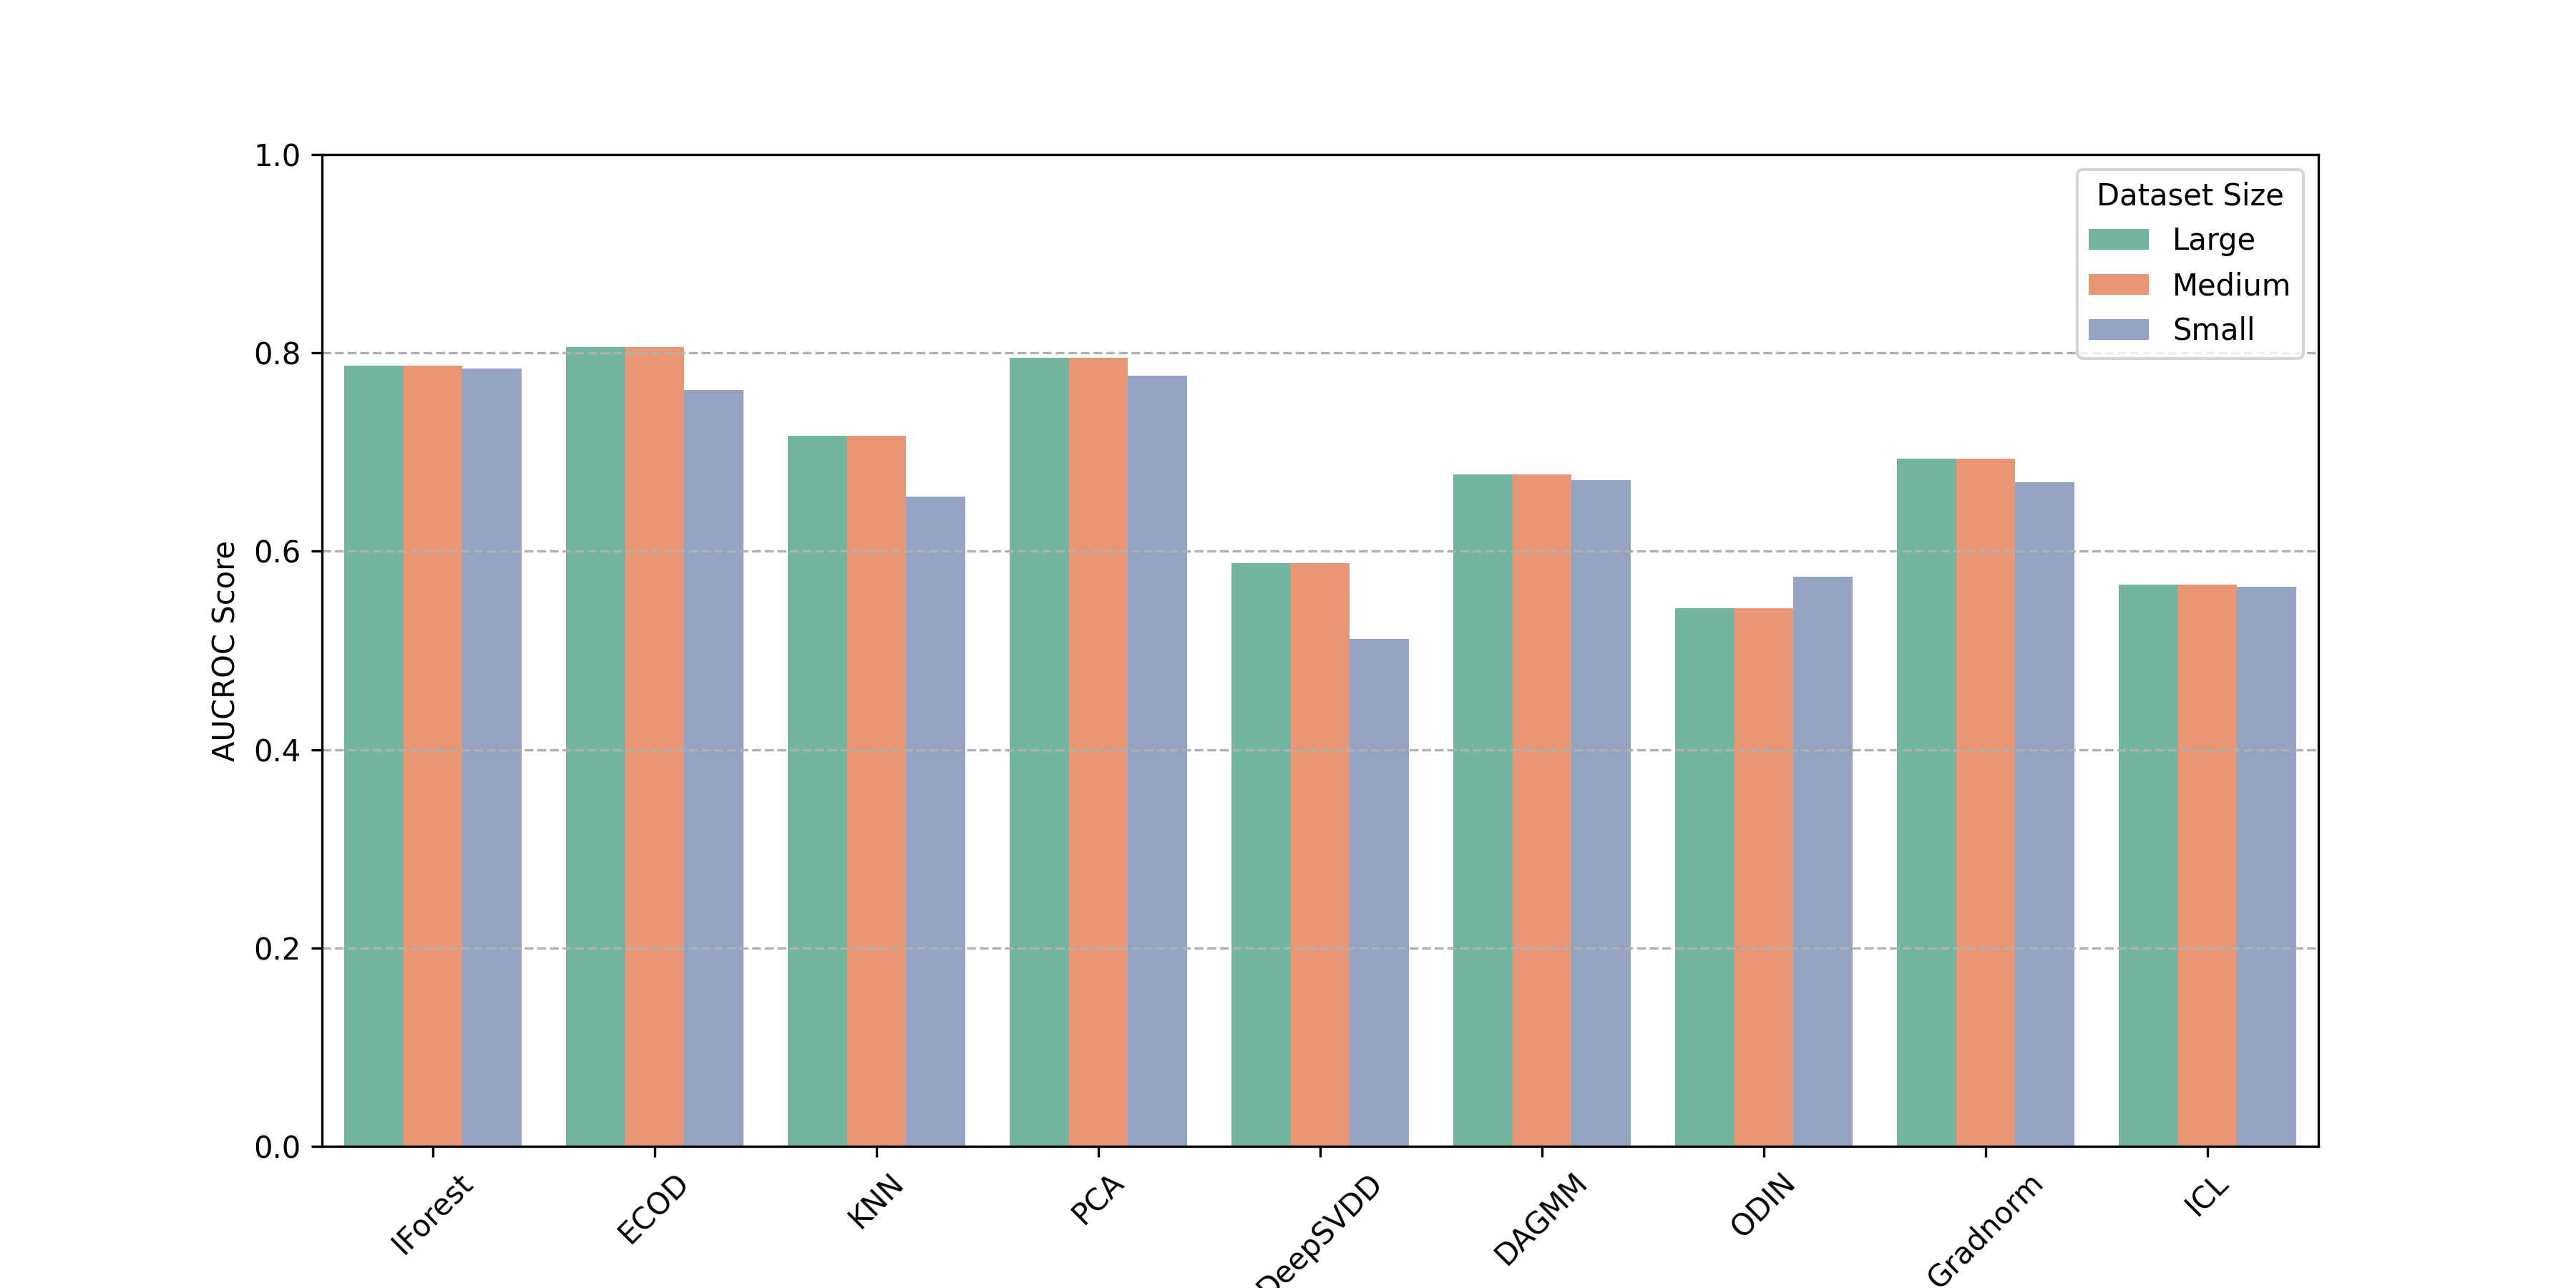 1.0
0.8
0.6
0.4
0.2
0.0
AUCROC Score
Dataset Size
Large
Medium
Small
IForest
ECOD
KNN
PCA
DeepSVDD
DAGMM
ODIN
Gradnorm
ICL